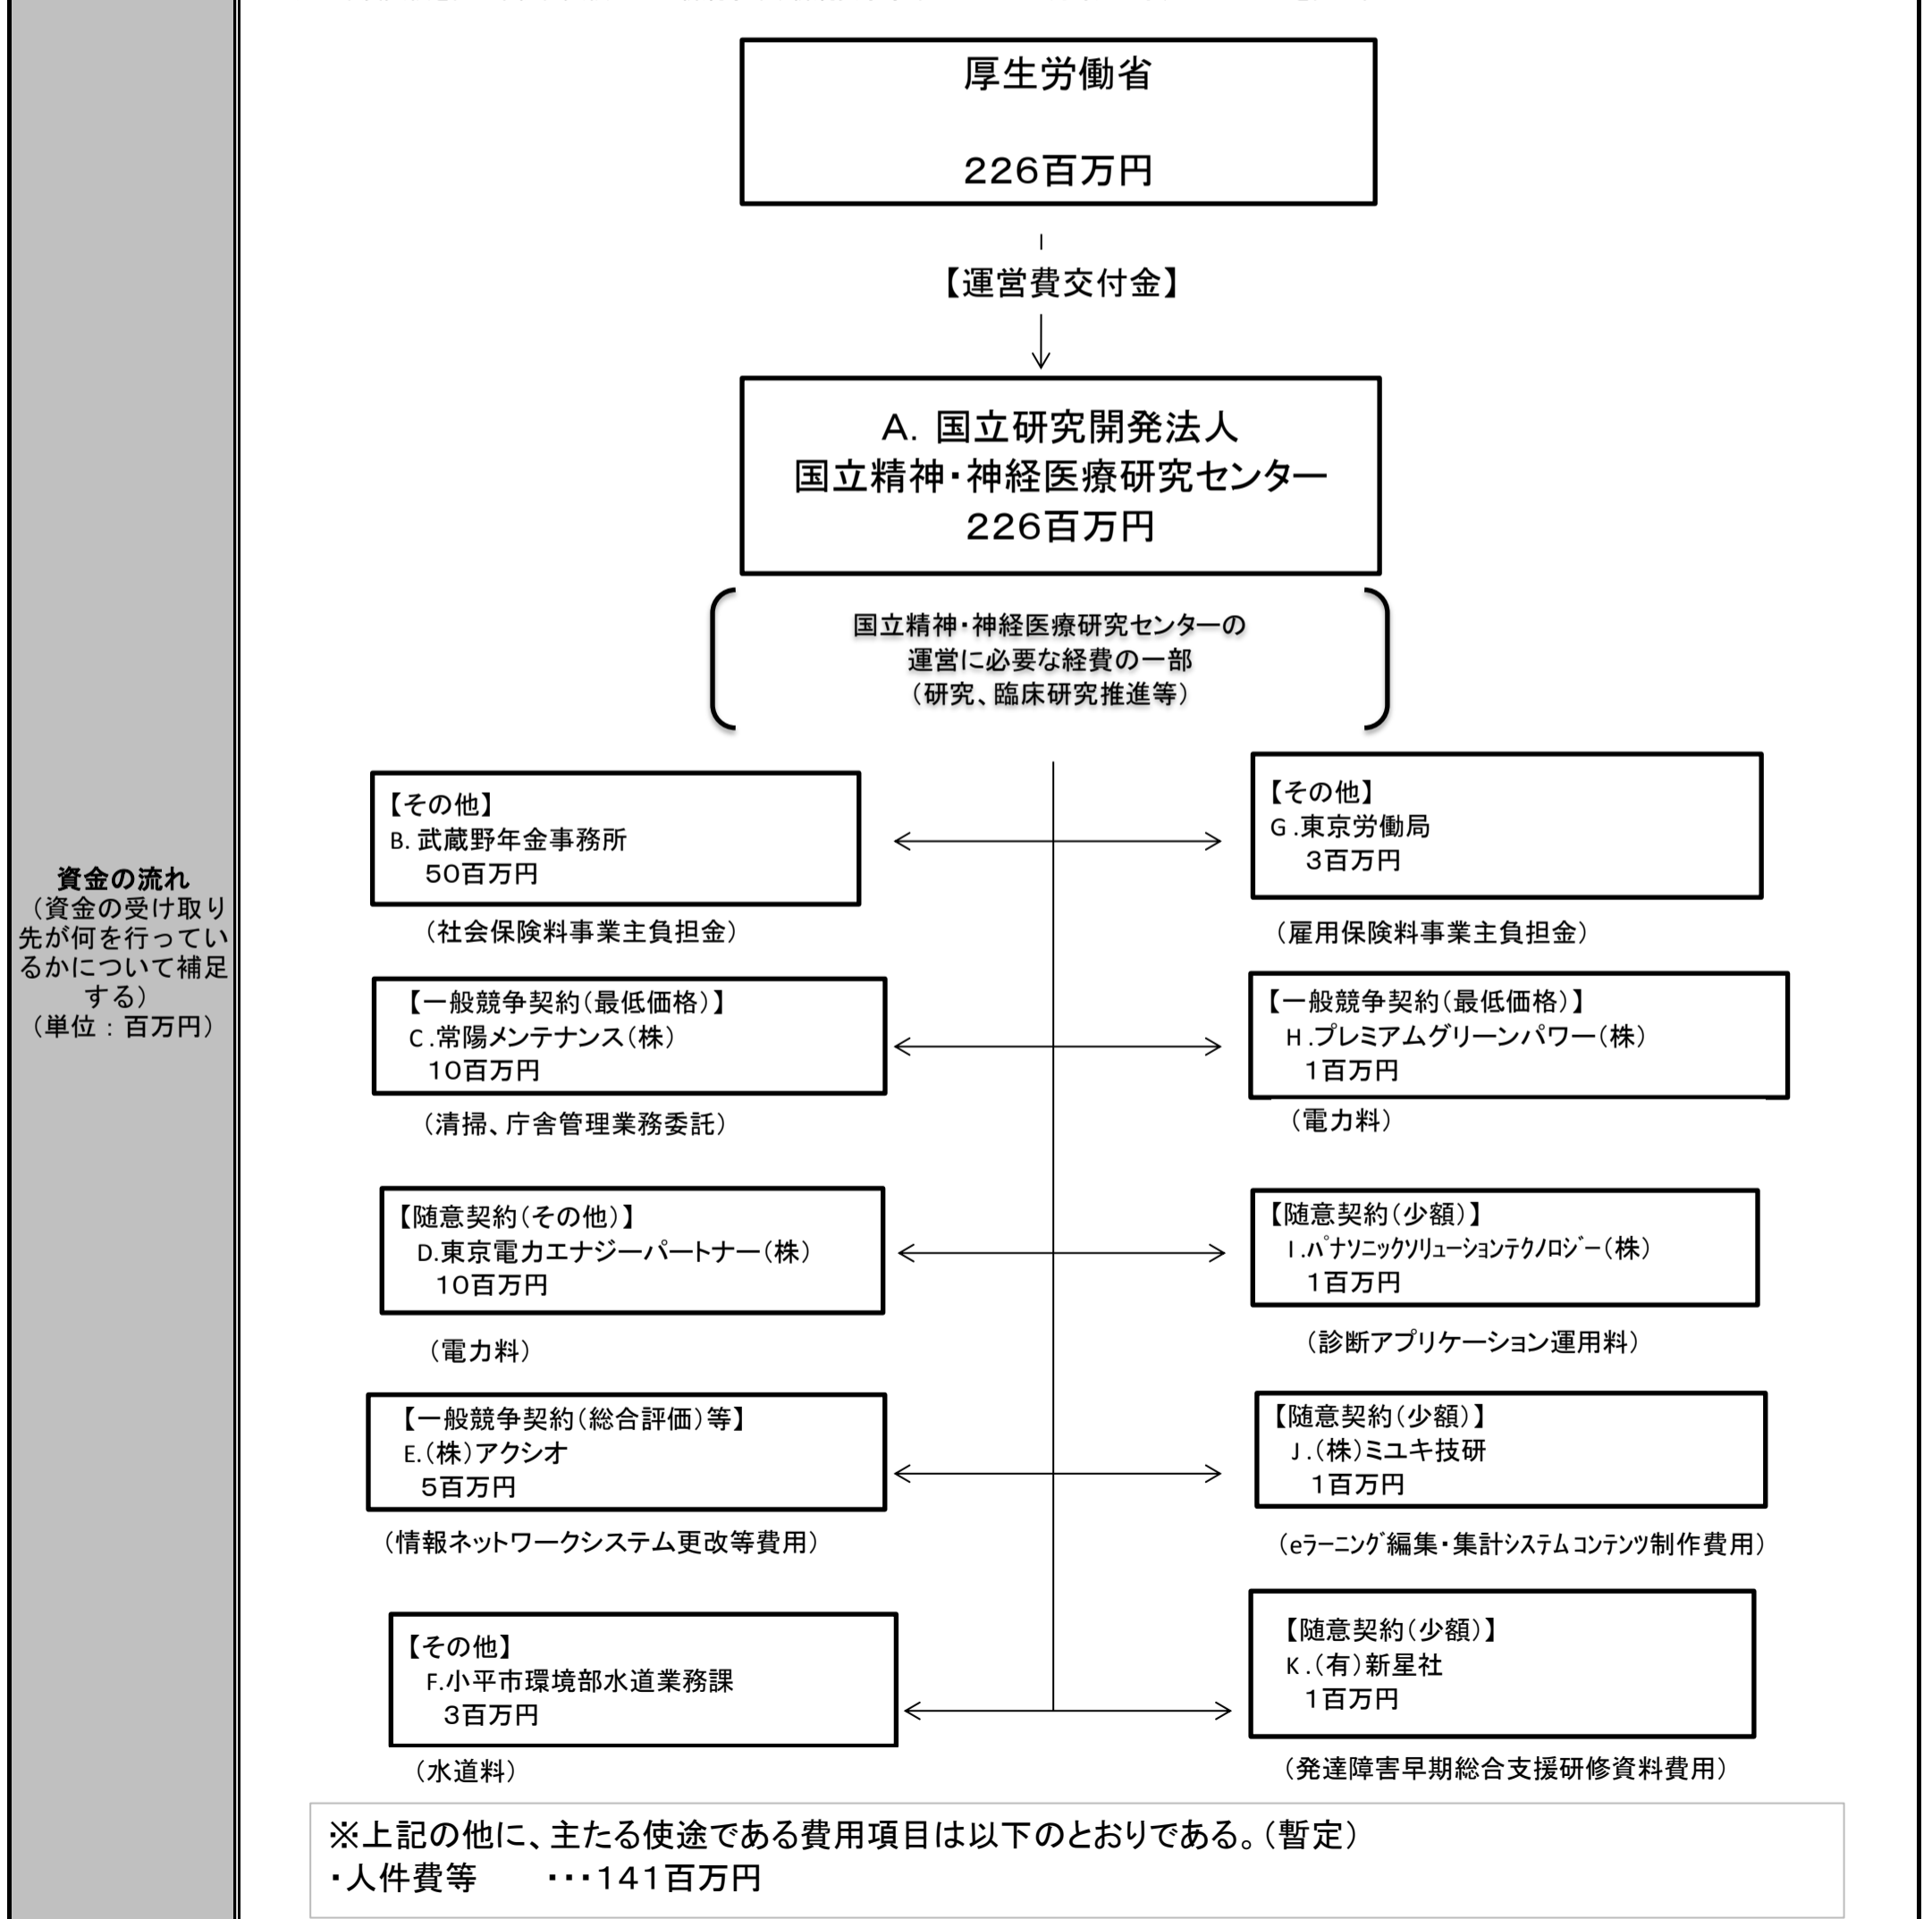 厚生労働省
226百万円
【運営費交付金】
A. 国立研究開発法人
国立精神・神経医療研究センター
226百万円
国立精神・神経医療研究センターの
運営に必要な経費の一部
（研究、臨床研究推進等）
資金の流れ
（資金の受け取り
先が何を行ってい
るかについて補足
する）
（単位：百万円）
【その他】
B. 武蔵野年金事務所
50百万円
（社会保険料事業主負担金）
【その他】
G .東京労働局
3百万円
（雇用保険料事業主負担金）
【一般競争契約（最低価格）】
C .常陽メンテナンス（株）
10百万円
（清掃、庁舎管理業務委託）
【一般競争契約（最低価格）】
H .プレミアムグリーンパワー（株）
1百万円
（電力料）
【随意契約（その他）】
D.東京電力エナジーパートナー（株）
10百万円
（電力料）
【随意契約（少額）】
I .ﾊﾟﾅｿﾆｯｸｿﾘｭｰｼｮﾝﾃｸﾉﾛｼﾞｰ（株）
1百万円
（診断アプリケーション運用料）
【一般競争契約（総合評価）等】
E.（株）アクシオ
5百万円
（情報ネットワークシステム更改等費用）
【随意契約（少額）】
J .（株）ミユキ技研
1百万円
（eﾗｰﾆﾝｸﾞ編集・集計ｼｽﾃﾑ ｺﾝﾃﾝﾂ制作費用）
【その他】
F.小平市環境部水道業務課
3百万円
（水道料）
【随意契約（少額）】
K .（有）新星社
1百万円
（発達障害早期総合支援研修資料費用）
※上記の他に、主たる使途である費用項目は以下のとおりである。（暫定）
・人件費等　　・・・141百万円